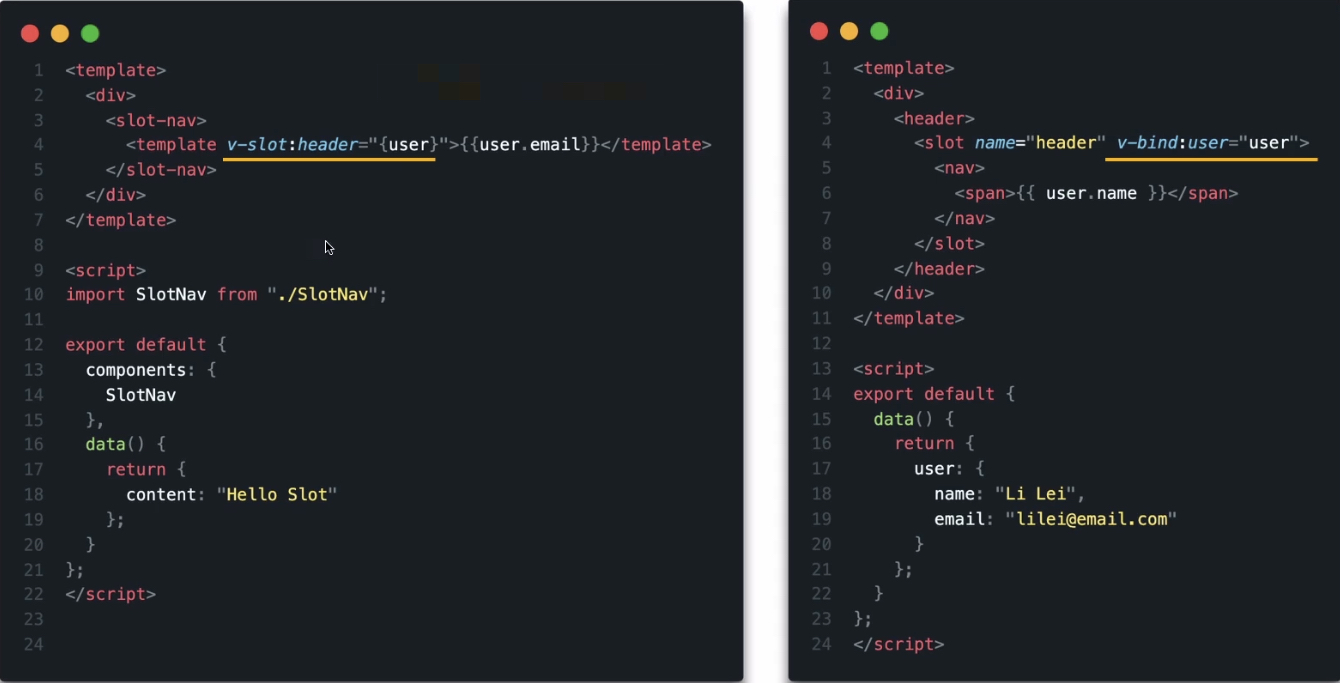 1 <template>
2 <div>
3 <slot-nav>
4 <template v-slot:header="{user}">{{user.email}}</template>
5 </slot-nav>
6 </div>
7 </template>
8
9 <script>
10 import SlotNav from "./SlotNav";
11
12 export default {
13 components: {
14 SlotNav
15 },
16 data() {
17 return {
18 content: "Hello Slot"
19 };
20 }
21 };
22 </script>
23
24
1 <template>
2 <div>
3 <header>
4 <slot name="header" v-bind:user="user">
5 <nav>
6 <span>{{ user.name }}</span>
7 </nav>
8 </slot>
9 </header>
10 </div>
11 </template>
12
13 <script>
14 export default {
15 data() {
16 return {
17 user: {
18 name: "Li Lei",
19 email: "lilei@email.com"
20 }
21 };
22 }
23 };
24 </script>